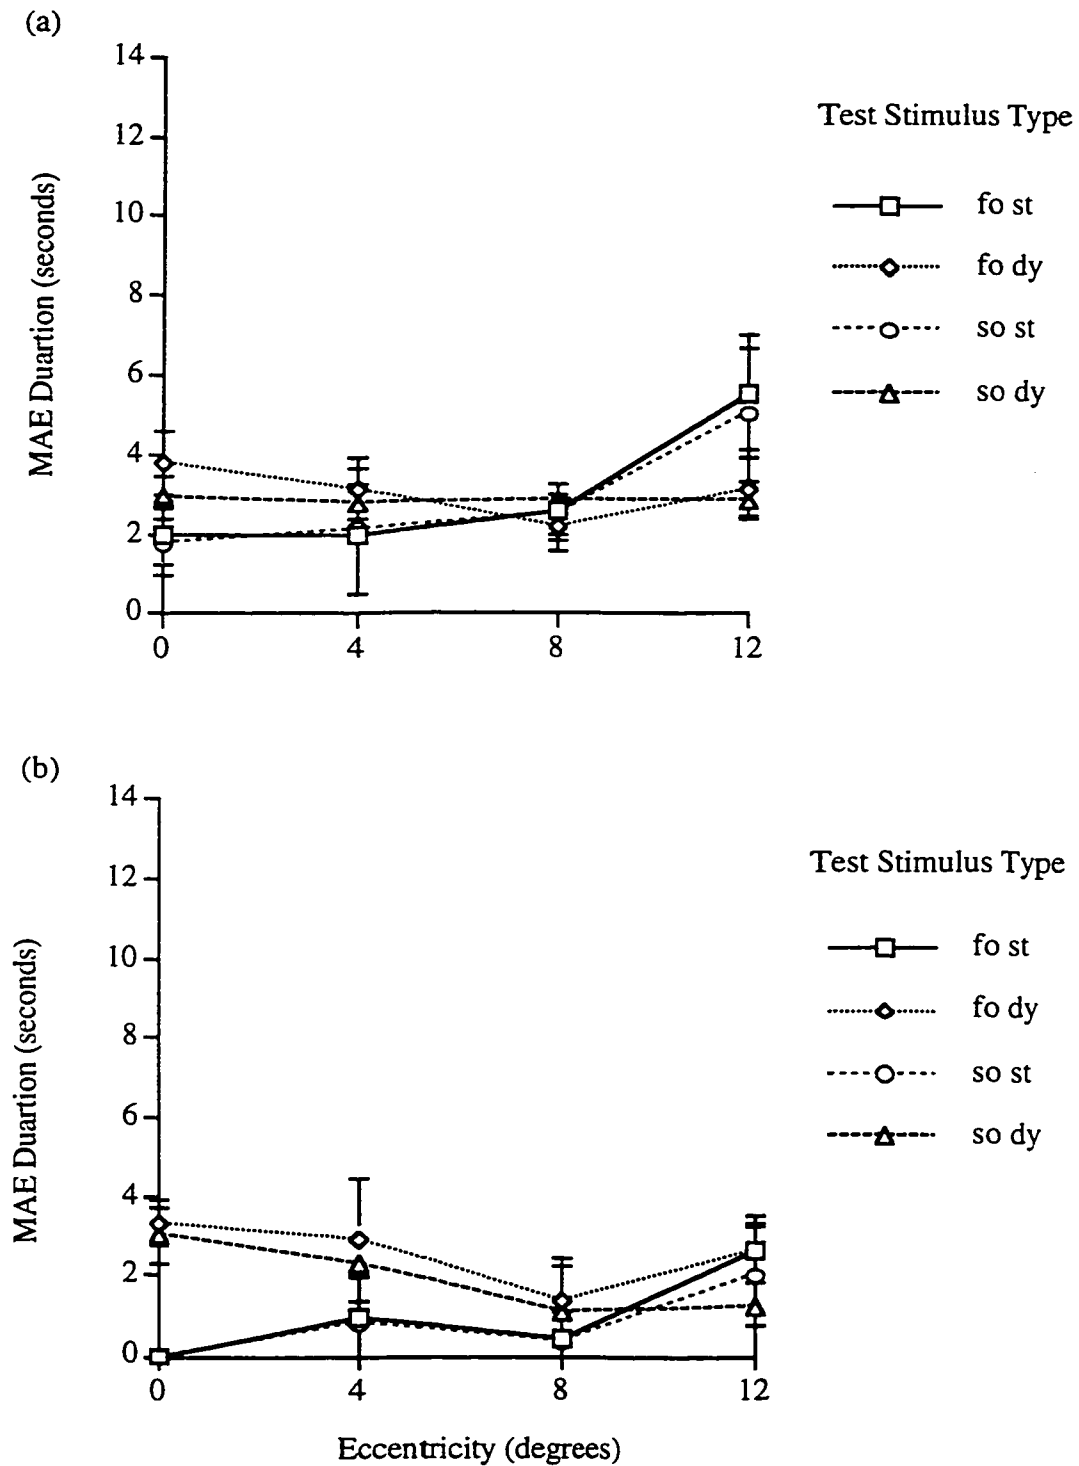 (a)
14
12
10
8
6
4
2
0
0 4 8 12
MAE Duartion (seconds)
Test Stimulus Type
fo st
fo dy
so st
so dy
(b)
14
12
10
8
6
4
2
0
0 4 8 12
MAE Duartion (seconds)
Eccentricity (degrees)
Test Stimulus Type
fo st
fo dy
so st
so dy